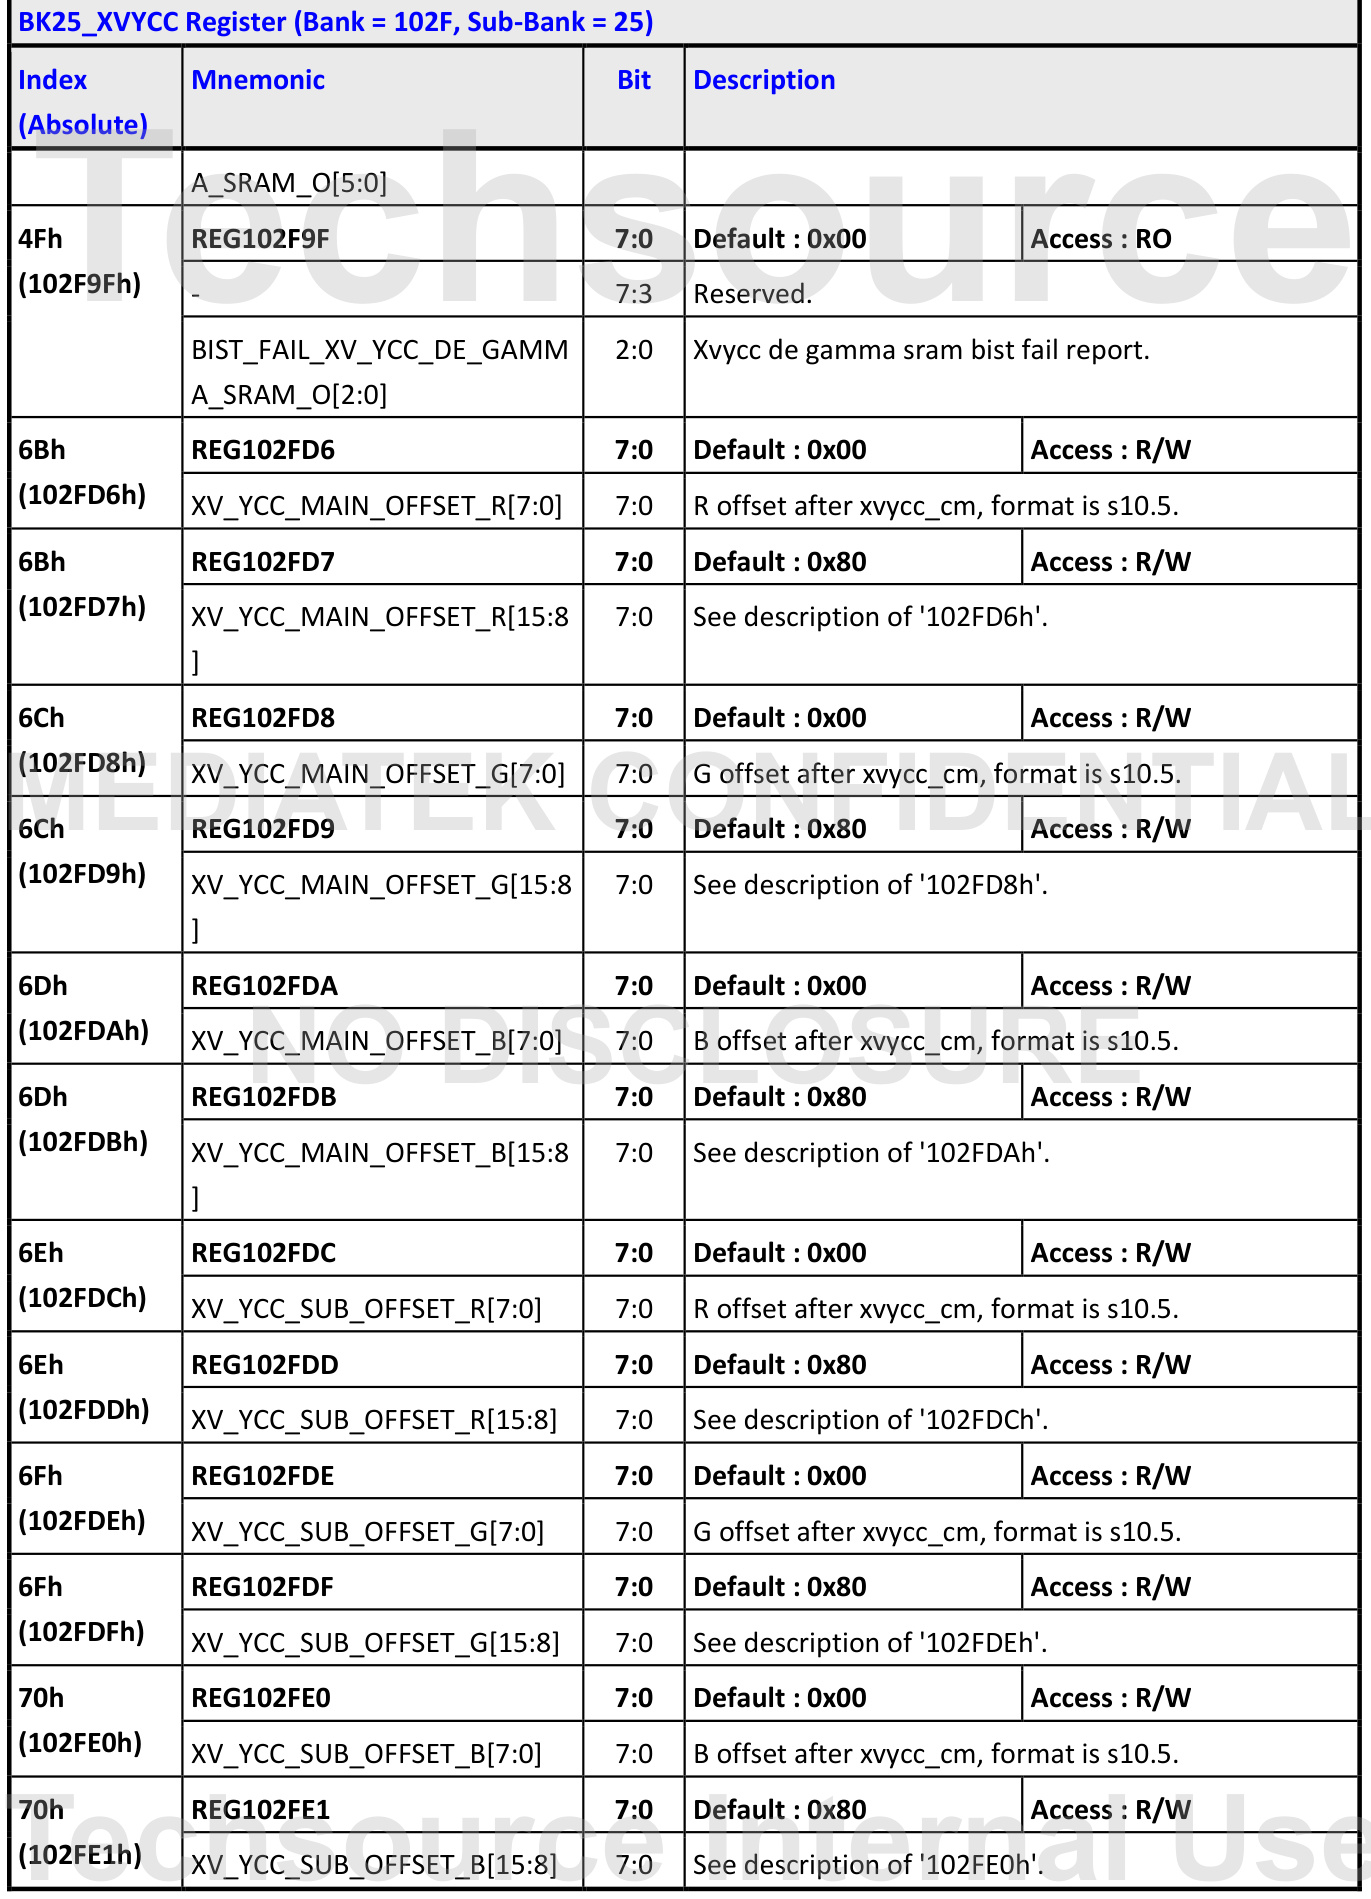 BK25_XVYCC Register (Bank = 102F, Sub-Bank = 25)
Index Mnemonic Bit Description
(Absolute)
A_SRAM_O[5:0]
4Fh REG102F9F 7:0 Default : 0x00 Access : RO
(102F9Fh) - 7:3 Reserved.
BIST_FAIL_XV_YCC_DE_GAMM 2:0 Xvycc de gamma sram bist fail report.
A_SRAM_O[2:0]
6Bh REG102FD6 7:0 Default : 0x00 Access : R/W
(102FD6h) XV_YCC_MAIN_OFFSET_R[7:0] 7:0 R offset after xvycc_cm, format is s10.5.
6Bh REG102FD7 7:0 Default : 0x80 Access : R/W
(102FD7h) XV_YCC_MAIN_OFFSET_R[15:8 7:0 See description of '102FD6h'.
]
6Ch REG102FD8 7:0 Default : 0x00 Access : R/W
(102FD8h) XV_YCC_MAIN_OFFSET_G[7:0] 7:0 G offset after xvycc_cm, format is s10.5.
6Ch REG102FD9 7:0 Default : 0x80 Access : R/W
(102FD9h) XV_YCC_MAIN_OFFSET_G[15:8 7:0 See description of '102FD8h'.
]
6Dh REG102FDA 7:0 Default : 0x00 Access : R/W
(102FDAh) XV_YCC_MAIN_OFFSET_B[7:0] 7:0 B offset after xvycc_cm, format is s10.5.
6Dh REG102FDB 7:0 Default : 0x80 Access : R/W
(102FDBh) XV_YCC_MAIN_OFFSET_B[15:8 7:0 See description of '102FDAh'.
]
6Eh REG102FDC 7:0 Default : 0x00 Access : R/W
(102FDCh) XV_YCC_SUB_OFFSET_R[7:0] 7:0 R offset after xvycc_cm, format is s10.5.
6Eh REG102FDD 7:0 Default : 0x80 Access : R/W
(102FDDh) XV_YCC_SUB_OFFSET_R[15:8] 7:0 See description of '102FDCh'.
6Fh REG102FDE 7:0 Default : 0x00 Access : R/W
(102FDEh) XV_YCC_SUB_OFFSET_G[7:0] 7:0 G offset after xvycc_cm, format is s10.5.
6Fh REG102FDF 7:0 Default : 0x80 Access : R/W
(102FDFh) XV_YCC_SUB_OFFSET_G[15:8] 7:0 See description of '102FDEh'.
70h REG102FE0 7:0 Default : 0x00 Access : R/W
(102FE0h) XV_YCC_SUB_OFFSET_B[7:0] 7:0 B offset after xvycc_cm, format is s10.5.
70h REG102FE1 7:0 Default : 0x80 Access : R/W
(102FE1h) XV_YCC_SUB_OFFSET_B[15:8] 7:0 See description of '102FE0h'.
Techsource
MEDIATEK CONFIDENTIAL
NO DISCLOSURE
Techsource Internal Use